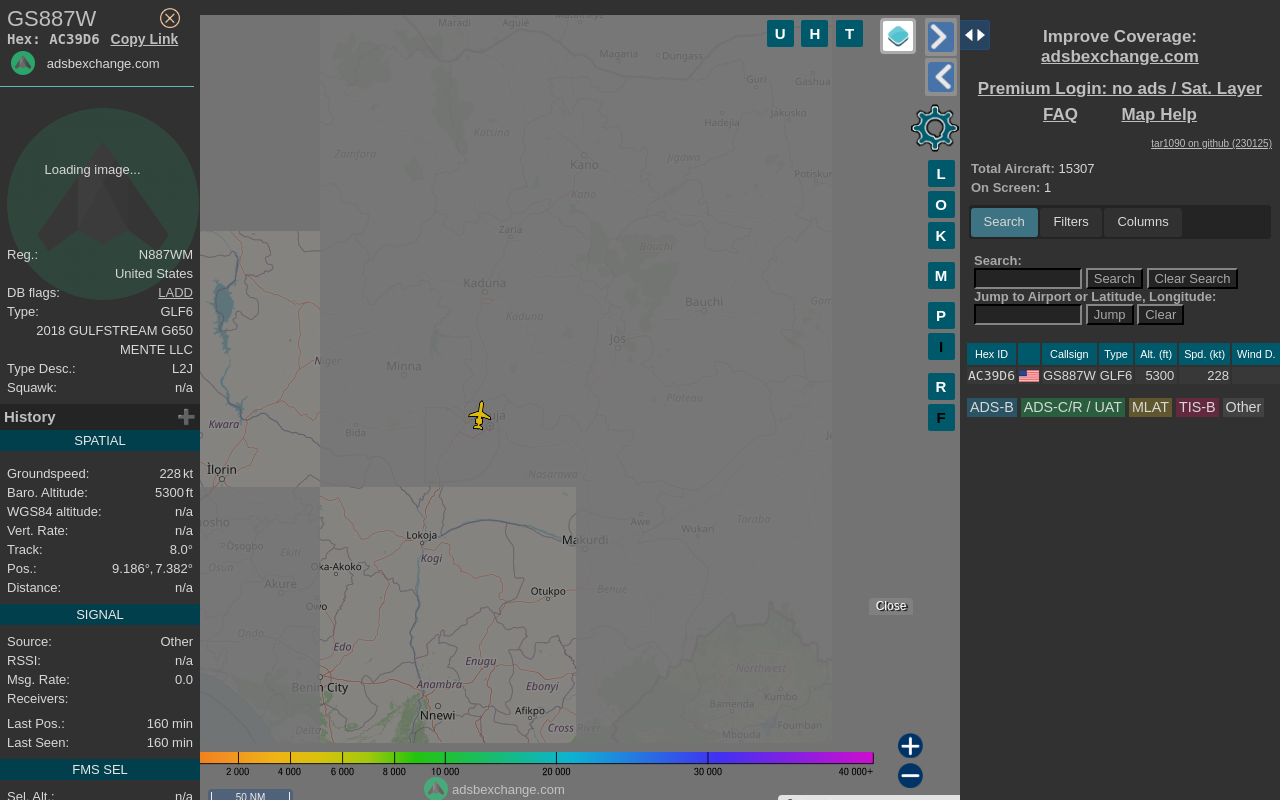 GS887W
Hex: AC39D6 Copy Link
adsbexchange.com
Loading image...
Reg.: N887WM
United States
DB flags: LADD
Type: GLF6
2018 GULFSTREAM G650
MENTE LLC
Type Desc.: L2J
Squawk: n/a
History
SPATIAL
Groundspeed: 228 kt
Baro. Altitude: 5300 ft
WGS84 altitude: n/a
Vert. Rate: n/a
Track: 8.0°
Pos.: 9.186°, 7.382°
Distance: n/a
SIGNAL
Source: Other
RSSI: n/a
Msg. Rate: 0.0
Receivers:
Last Pos.: 160 min
Last Seen: 160 min
FMS SEL
Sel. Alt.: n/a
Maradi Aguié
Magaria Dungass
Guri Gashua
Hadejia Jakusko
Katsina
Zamfara Kano Jigawa
Potiskum
Kano
Zaria
Bauchi
Kaduna
Bauchi
Kaduna
Jos
Niger Minna
Plateau
Kwara Bida
Ilorin
Nasarawa
Lokoja Awe Wukari Taraba
Makurdi
Osogbo Ekiti Kogi
Osun Oka-Akoko
Akure Otukpo Benue
Owo
Ondo
Edo
Enugu Northwest
Benin City Anambra Ebonyi Kumbo
Nnewi Afikpo Bamenda
Delta Cross River Foumban
Mbouda
U H T
L
O
K
M
P
I
R
F
Close
2 000 4 000 6 000 8 000 10 000 20 000 30 000 40 000+
adsbexchange.com
50 NM
Improve Coverage:
adsbexchange.com
Premium Login: no ads / Sat. Layer
FAQ Map Help
tar1090 on github (230125)
Total Aircraft: 15307
On Screen: 1
Search Filters Columns
Search:
Search Clear Search
Jump to Airport or Latitude, Longitude:
Jump Clear
Hex ID Callsign Type Alt. (ft) Spd. (kt) Wind D.
AC39D6 GS887W GLF6 5300 228
ADS-B ADS-C/R / UAT MLAT TIS-B Other